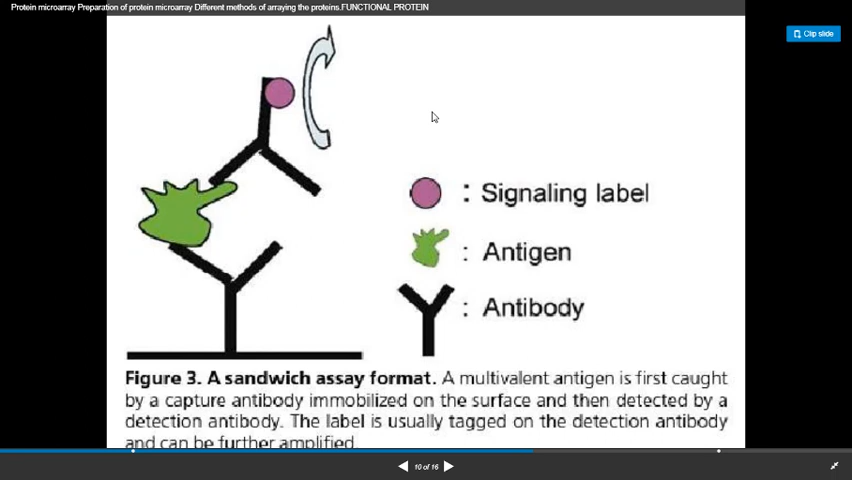 Protein microarray Preparation of protein microarray Different methods of arraying the proteins.FUNCTIONAL PROTEIN
Clip slide
: Signaling label
: Antigen
: Antibody
Figure 3. A sandwich assay format. A multivalent antigen is first caught
by a capture antibody immobilized on the surface and then detected by a
detection antibody. The label is usually tagged on the detection antibody
and can be further amplified.
10 of 16